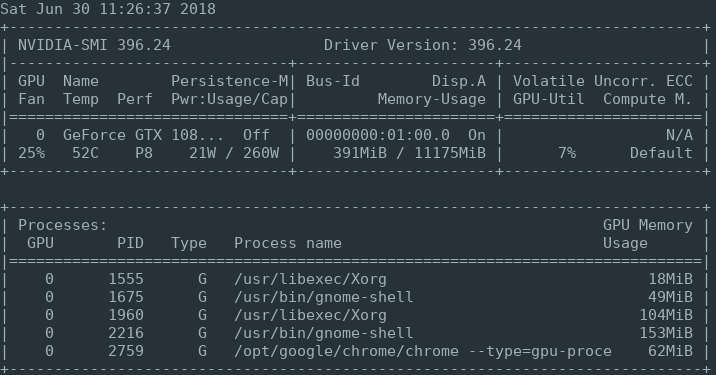 Sat Jun 30 11:26:37 2018
+-----------------------------------------------------------------------------+
| NVIDIA-SMI 396.24                 Driver Version: 396.24                    |
|-------------------------------+----------------------+----------------------+
| GPU  Name        Persistence-M| Bus-Id        Disp.A | Volatile Uncorr. ECC |
| Fan  Temp  Perf  Pwr:Usage/Cap|         Memory-Usage | GPU-Util  Compute M. |
|===============================+======================+======================|
|   0  GeForce GTX 108...  Off  | 00000000:01:00.0  On |                  N/A |
| 25%   52C    P8    21W / 260W |    391MiB / 11175MiB |      7%      Default |
+-------------------------------+----------------------+----------------------+
+-----------------------------------------------------------------------------+
| Processes:                                                       GPU Memory |
|  GPU       PID   Type   Process name                             Usage      |
|=============================================================================|
|    0      1555      G   /usr/libexec/Xorg                             18MiB |
|    0      1675      G   /usr/bin/gnome-shell                          49MiB |
|    0      1960      G   /usr/libexec/Xorg                            104MiB |
|    0      2216      G   /usr/bin/gnome-shell                         153MiB |
|    0      2759      G   /opt/google/chrome/chrome --type=gpu-proce    62MiB |
+-----------------------------------------------------------------------------+